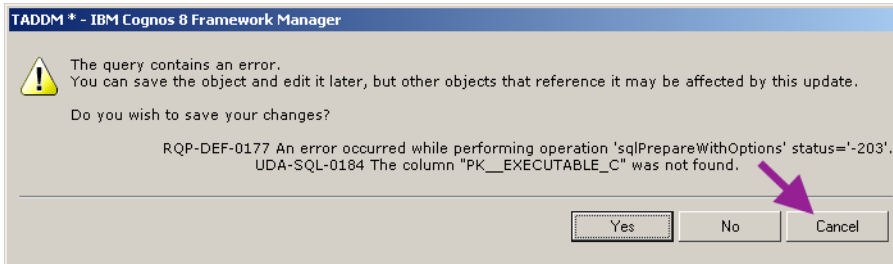 TADDM * - IBM Cognos 8 Framework Manager
The query contains an error.
You can save the object and edit it later, but other objects that reference it may be affected by this update.
Do you wish to save your changes?
RQP-DEF-0177 An error occurred while performing operation 'sqlPrepareWithOptions' status='-203'.
UDA-SQL-0184 The column "PK__EXECUTABLE_C" was not found.
Yes No Cancel